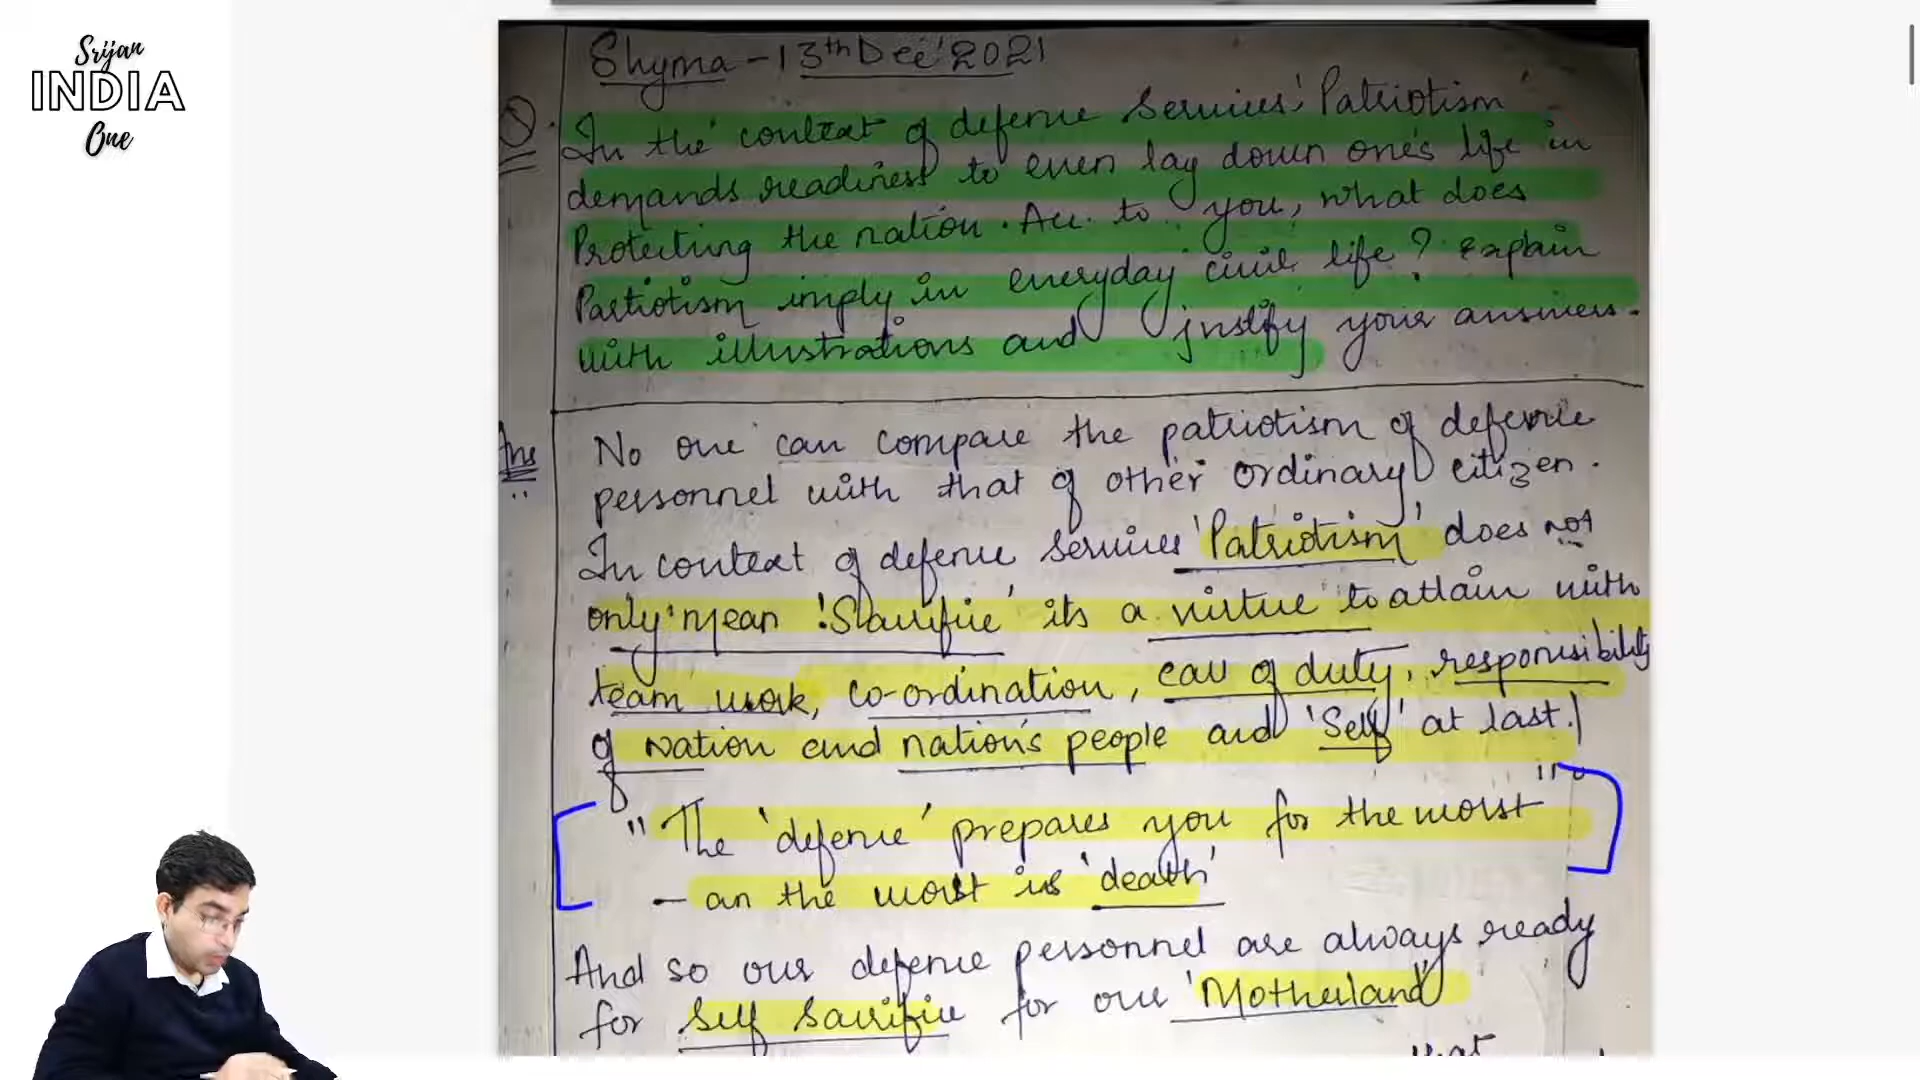 Srijan
INDIA
One
Shyma - 13th Dec' 2021
Q. In the context of defence services 'Patriotism'
demands readiness to even lay down one's life in
Protecting the nation. Acc. to you, what does
Partiotism imply in everyday civil life? explain
with illustrations and justify your answers.
Ans No one can compare the patriotism of defence
personnel with that of other ordinary citizen.
In context of defence services 'Patriotism' does not
only mean 'Sacrifice' its a virtue to attain with
team work, co-ordination, call of duty, responsibility
of nation and nation's people and 'Self' at last.
"The 'defence' prepares you for the worst"
- an the worst is 'death'
And so our defence personnel are always ready
for Self Sacrifice for our 'Motherland'
that